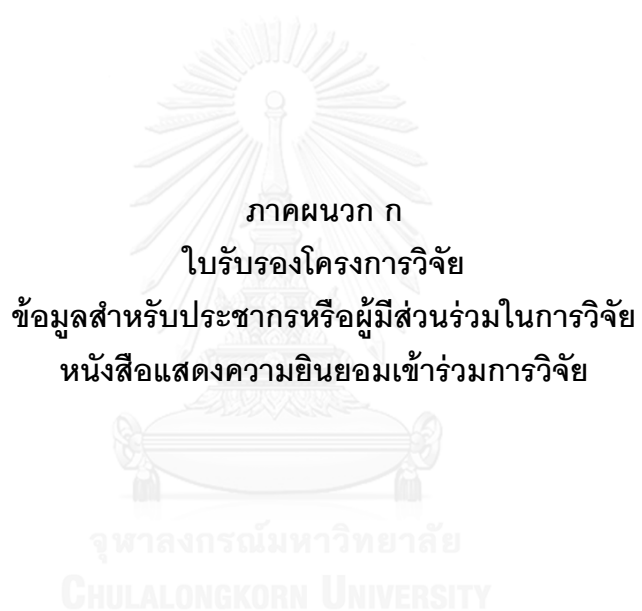 ภาคผนวก ก
ใบรับรองโครงการวิจัย
ข้อมูลสำหรับประชากรหรือผู้มีส่วนร่วมในการวิจัย
หนังสือแสดงความยินยอมเข้าร่วมการวิจัย
จุฬาลงกรณ์มหาวิทยาลัย
CHULALONGKORN UNIVERSITY